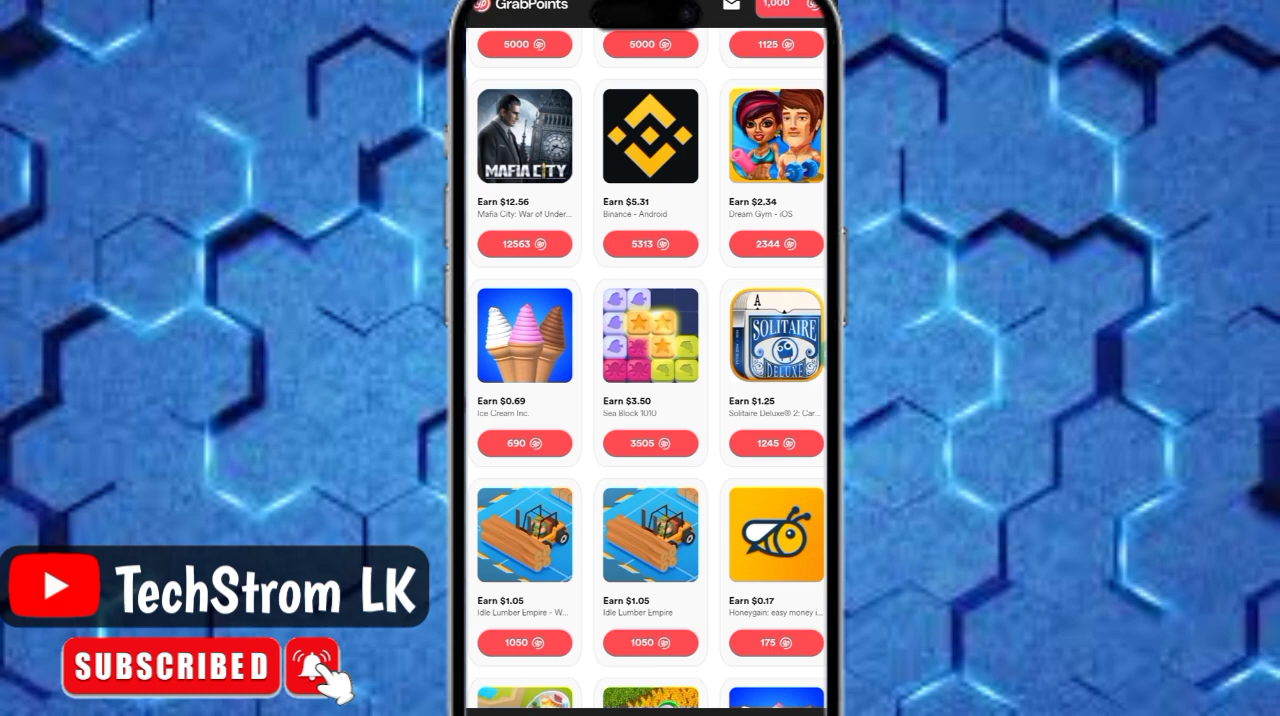 GrabPoints
1,000
5000
5000
1125
MAFIA CITY
A
SOLITAIRE
DELUXE
Earn $12.56
Earn $5.31
Earn $2.34
Mafia City: War of Under...
Binance - Android
Dream Gym - iOS
12563
5313
2344
Earn $0.69
Earn $3.50
Earn $1.25
Ice Cream Inc.
Sea Block 1010
Solitaire Deluxe® 2: Car...
690
3505
1245
Earn $1.05
Earn $1.05
Earn $0.17
Idle Lumber Empire - W...
Idle Lumber Empire
Honeygain: easy money i...
1050
1050
175
TechStrom LK
SUBSCRIBED